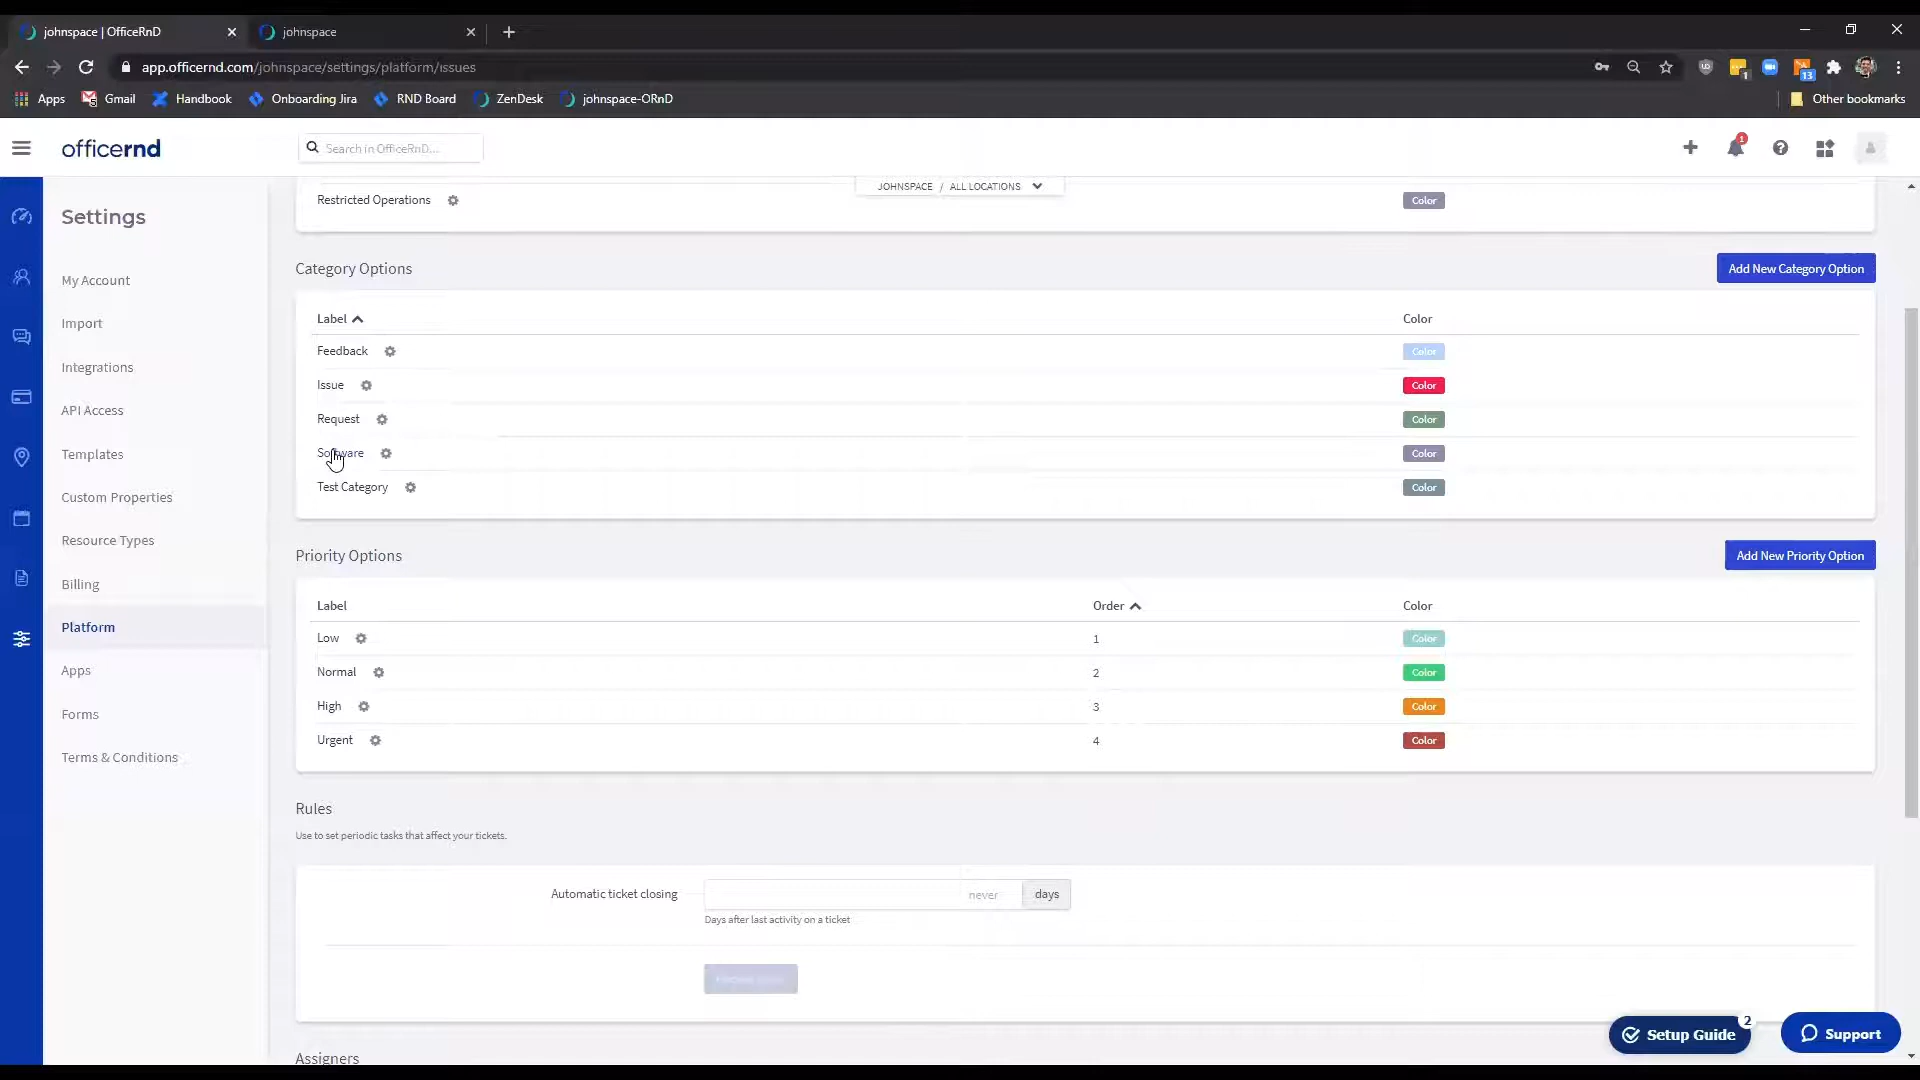 johnspace | OfficeRnD
johnspace
app.officernd.com/johnspace/settings/platform/issues
1
13
Apps
Gmail
Handbook
Onboarding Jira
RND Board
ZenDesk
johnspace-ORnD
Other bookmarks
officernd
Search in OfficeRnD...
1
JOHNSPACE / ALL LOCATIONS
Settings
My Account
Import
Integrations
API Access
Templates
Custom Properties
Resource Types
Billing
Platform
Apps
Forms
Terms & Conditions
Restricted Operations
Color
Category Options
Add New Category Option
Label
Color
Feedback
Color
Issue
Color
Request
Color
Software
Color
Test Category
Color
Priority Options
Add New Priority Option
Label
Order
Color
Low
1
Color
Normal
2
Color
High
3
Color
Urgent
4
Color
Rules
Use to set periodic tasks that affect your tickets.
Automatic ticket closing
never
days
Days after last activity on a ticket
Assigners
Setup Guide
2
Support